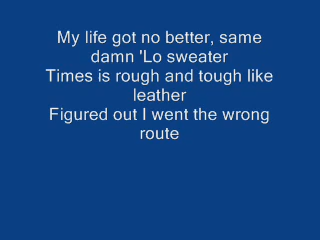 My life got no better, same
damn 'Lo sweater
Times is rough and tough like
leather
Figured out I went the wrong
route